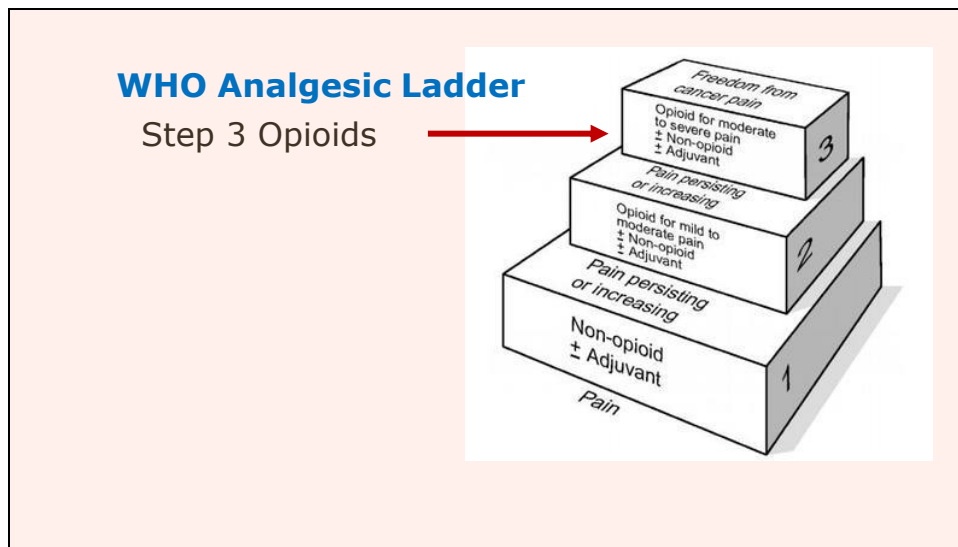 WHO Analgesic Ladder
Step 3 Opioids
Freedom from
cancer pain
Opioid for moderate
to severe pain
± Non-opioid
± Adjuvant
3
Pain persisting
or increasing
Opioid for mild to
moderate pain
± Non-opioid
± Adjuvant
2
Pain persisting
or increasing
Non-opioid
± Adjuvant
1
Pain